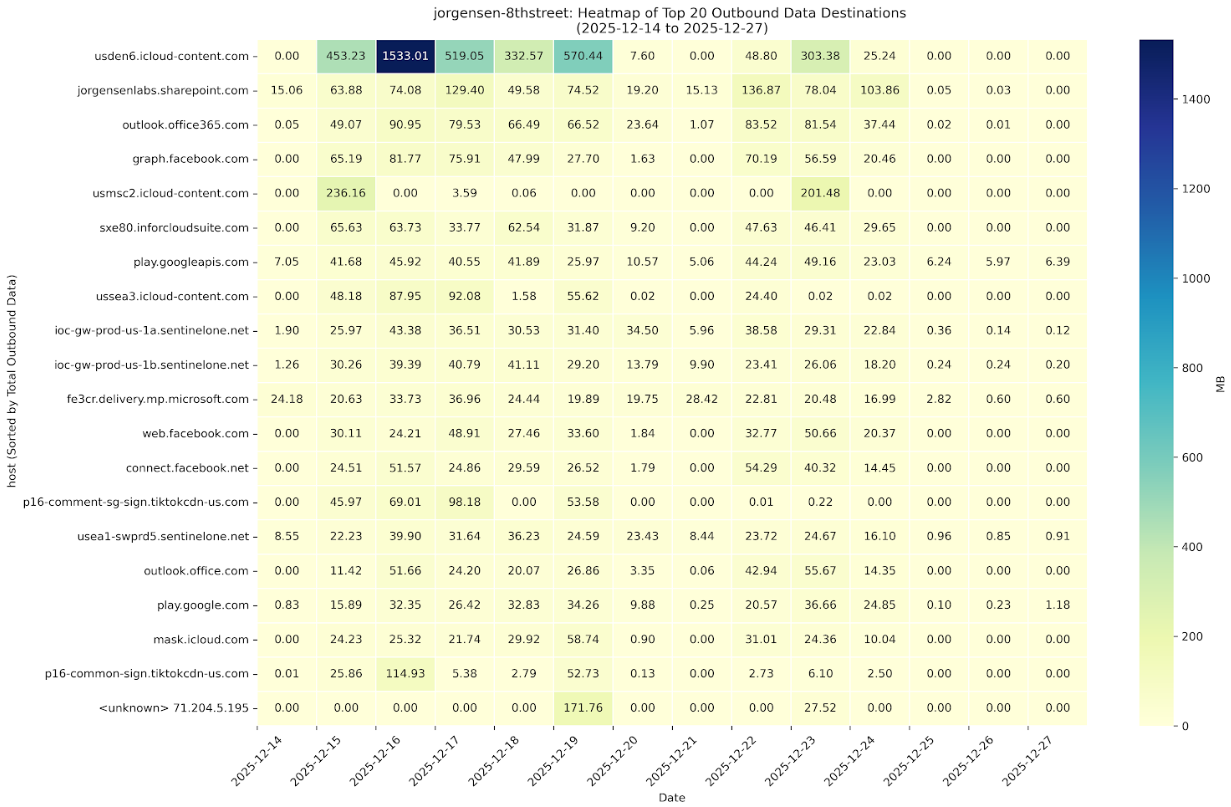 jorgensen-8thstreet: Heatmap of Top 20 Outbound Data Destinations
(2025-12-14 to 2025-12-27)
usden6.icloud-content.com 0.00 453.23 1533.01 519.05 332.57 570.44 7.60 0.00 48.80 303.38 25.24 0.00 0.00 0.00
jorgensenlabs.sharepoint.com 15.06 63.88 74.08 129.40 49.58 74.52 19.20 15.13 136.87 78.04 103.86 0.05 0.03 0.00
outlook.office365.com 0.05 49.07 90.95 79.53 66.49 66.52 23.64 1.07 83.52 81.54 37.44 0.02 0.01 0.00
graph.facebook.com 0.00 65.19 81.77 75.91 47.99 27.70 1.63 0.00 70.19 56.59 20.46 0.00 0.00 0.00
usmsc2.icloud-content.com 0.00 236.16 0.00 3.59 0.06 0.00 0.00 0.00 0.00 201.48 0.00 0.00 0.00 0.00
sxe80.inforcloudsuite.com 0.00 65.63 63.73 33.77 62.54 31.87 9.20 0.00 47.63 46.41 29.65 0.00 0.00 0.00
play.googleapis.com 7.05 41.68 45.92 40.55 41.89 25.97 10.57 5.06 44.24 49.16 23.03 6.24 5.97 6.39
ussea3.icloud-content.com 0.00 48.18 87.95 92.08 1.58 55.62 0.02 0.00 24.40 0.02 0.02 0.00 0.00 0.00
ioc-gw-prod-us-1a.sentinelone.net 1.90 25.97 43.38 36.51 30.53 31.40 34.50 5.96 38.58 29.31 22.84 0.36 0.14 0.12
ioc-gw-prod-us-1b.sentinelone.net 1.26 30.26 39.39 40.79 41.11 29.20 13.79 9.90 23.41 26.06 18.20 0.24 0.24 0.20
fe3cr.delivery.mp.microsoft.com 24.18 20.63 33.73 36.96 24.44 19.89 19.75 28.42 22.81 20.48 16.99 2.82 0.60 0.60
web.facebook.com 0.00 30.11 24.21 48.91 27.46 33.60 1.84 0.00 32.77 50.66 20.37 0.00 0.00 0.00
connect.facebook.net 0.00 24.51 51.57 24.86 29.59 26.52 1.79 0.00 54.29 40.32 14.45 0.00 0.00 0.00
p16-comment-sg-sign.tiktokcdn-us.com 0.00 45.97 69.01 98.18 0.00 53.58 0.00 0.00 0.01 0.22 0.00 0.00 0.00 0.00
usea1-swprd5.sentinelone.net 8.55 22.23 39.90 31.64 36.23 24.59 23.43 8.44 23.72 24.67 16.10 0.96 0.85 0.91
outlook.office.com 0.00 11.42 51.66 24.20 20.07 26.86 3.35 0.06 42.94 55.67 14.35 0.00 0.00 0.00
play.google.com 0.83 15.89 32.35 26.42 32.83 34.26 9.88 0.25 20.57 36.66 24.85 0.10 0.23 1.18
mask.icloud.com 0.00 24.23 25.32 21.74 29.92 58.74 0.90 0.00 31.01 24.36 10.04 0.00 0.00 0.00
p16-common-sign.tiktokcdn-us.com 0.01 25.86 114.93 5.38 2.79 52.73 0.13 0.00 2.73 6.10 2.50 0.00 0.00 0.00
<unknown> 71.204.5.195 0.00 0.00 0.00 0.00 0.00 171.76 0.00 0.00 0.00 27.52 0.00 0.00 0.00 0.00
2025-12-14 2025-12-15 2025-12-16 2025-12-17 2025-12-18 2025-12-19 2025-12-20 2025-12-21 2025-12-22 2025-12-23 2025-12-24 2025-12-25 2025-12-26 2025-12-27
Date
host (Sorted by Total Outbound Data)
1400
1200
1000
800
600
400
200
0
MB